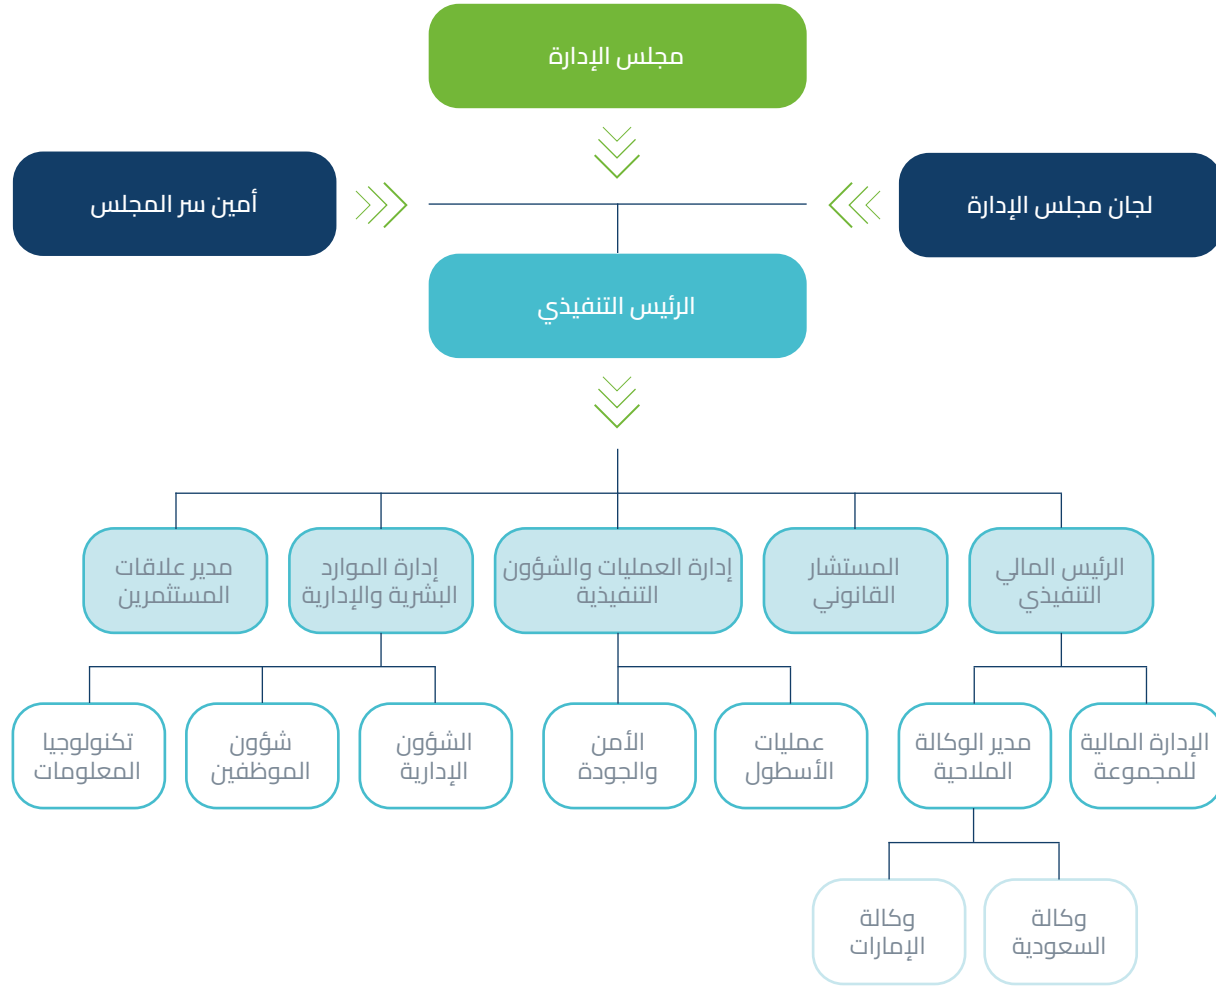 مجلس الإدارة
لجان مجلس الإدارة
أمين سر المجلس
الرئيس التنفيذي
الرئيس المالي
التنفيذي
المستشار
القانوني
إدارة العمليات والشؤون
التنفيذية
إدارة الموارد
البشرية والإدارية
مدير علاقات
المستثمرين
الإدارة المالية
للمجموعة
مدير الوكالة
الملاحية
عمليات
الأسطول
الأمن
والجودة
الشؤون
الإدارية
شؤون
الموظفين
تكنولوجيا
المعلومات
وكالة
السعودية
وكالة
الإمارات